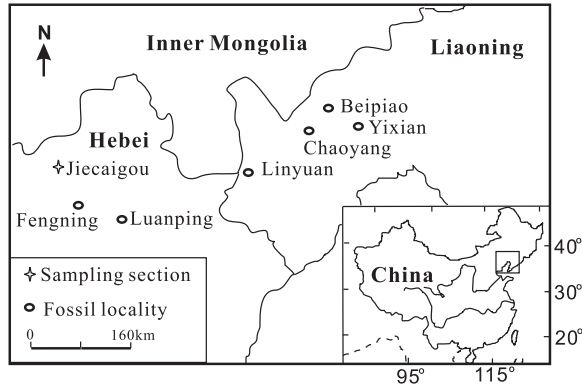 N
Inner Mongolia
Liaoning
Beipiao
Yixian
Chaoyang
Hebei
Jiecaigou
Linyuan
Fengning
Luanping
Sampling section
Fossil locality
0 160km
China
40°
30°
20°
95° 115°